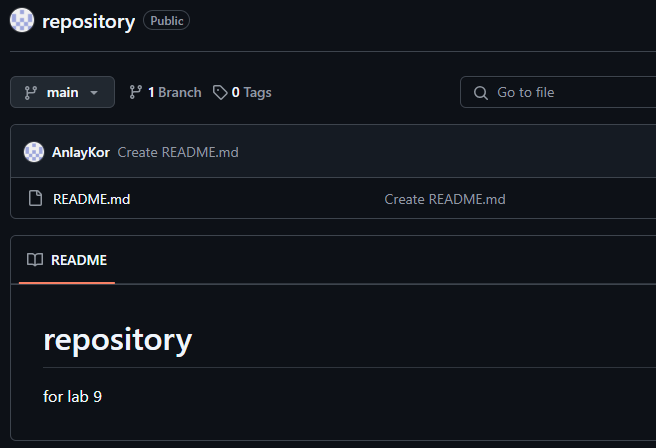 repository Public
main 1 Branch 0 Tags Go to file
AnlayKor Create README.md
README.md Create README.md
README
repository
for lab 9